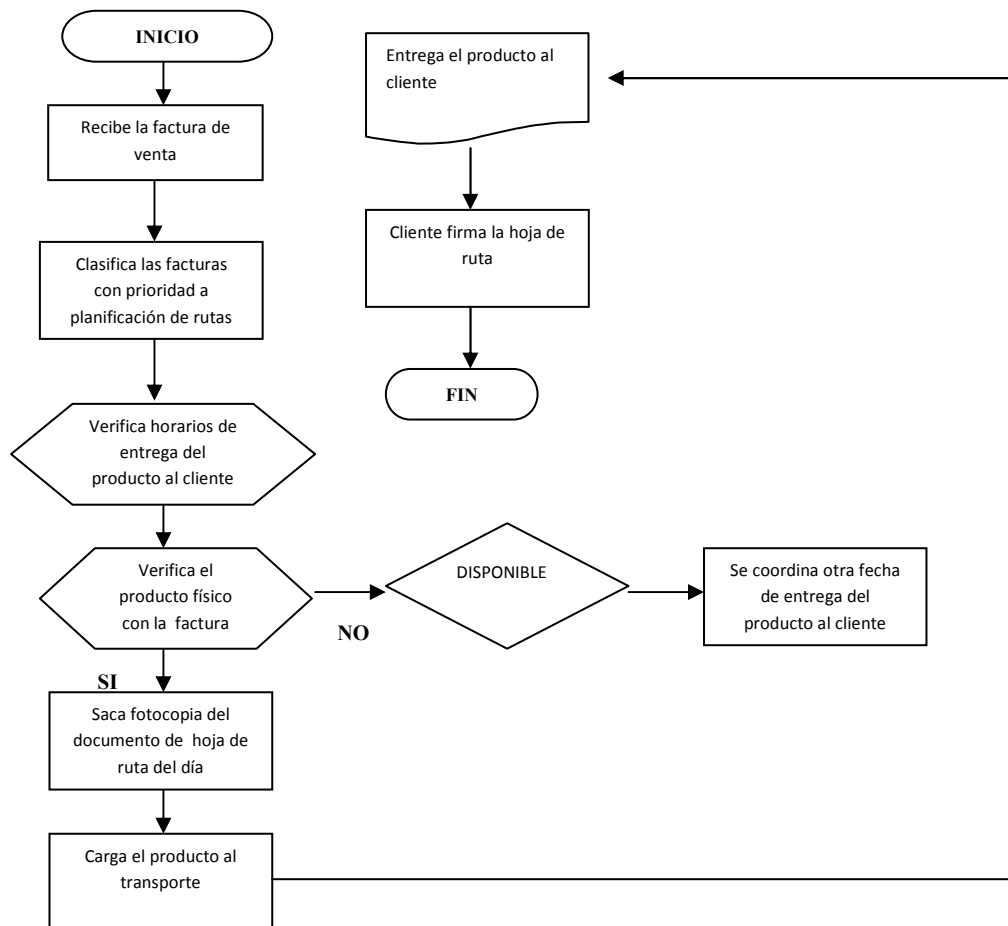 INICIO
Recibe la factura de
venta
Clasifica las facturas
con prioridad a
planificación de rutas
Verifica horarios de
entrega del
producto al cliente
Verifica el
producto físico
con la factura
NO
DISPONIBLE
Se coordina otra fecha
de entrega del
producto al cliente
SI
Saca fotocopia del
documento de hoja de
ruta del día
Carga el producto al
transporte
Entrega el producto al
cliente
Cliente firma la hoja de
ruta
FIN